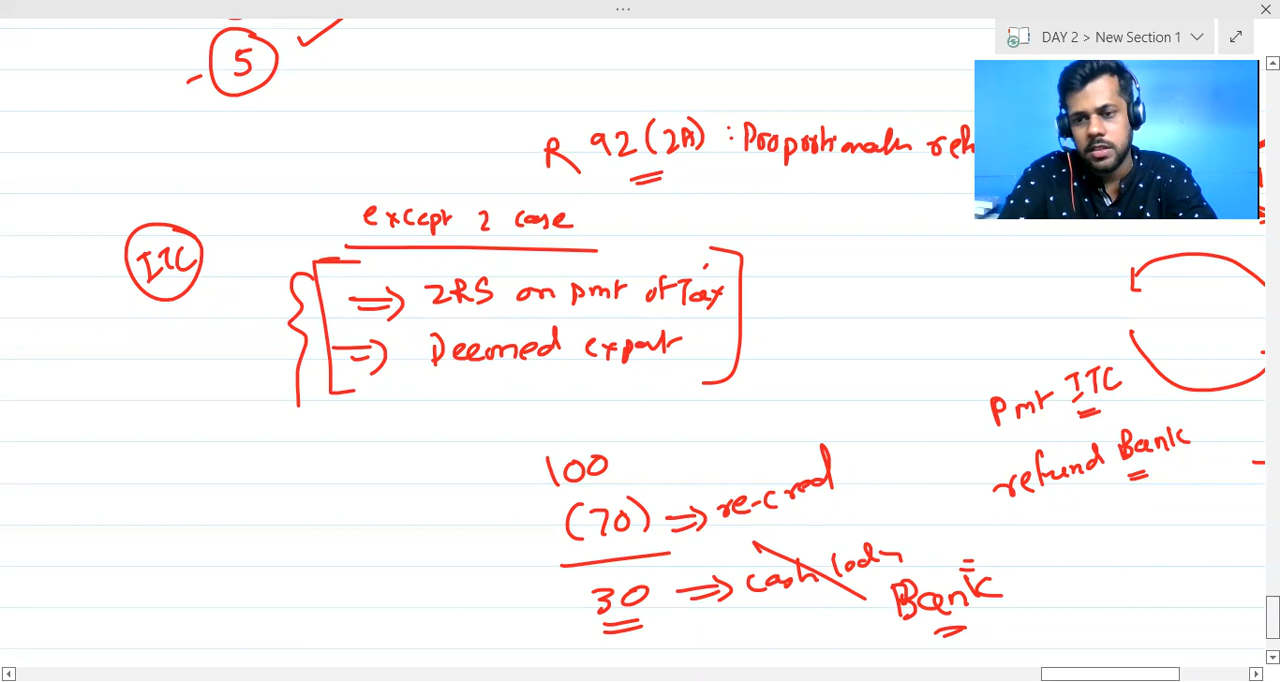 ...
DAY 2 > New Section 1
- 5
R 92(2A) : Proportionate
except 2 case
ITC
⇒ ZRS on pmt of Tax
⇒ Deemed export
pmt ITC
refund Bank
100
(70) ⇒ re-cred
30 ⇒ cash
Bank